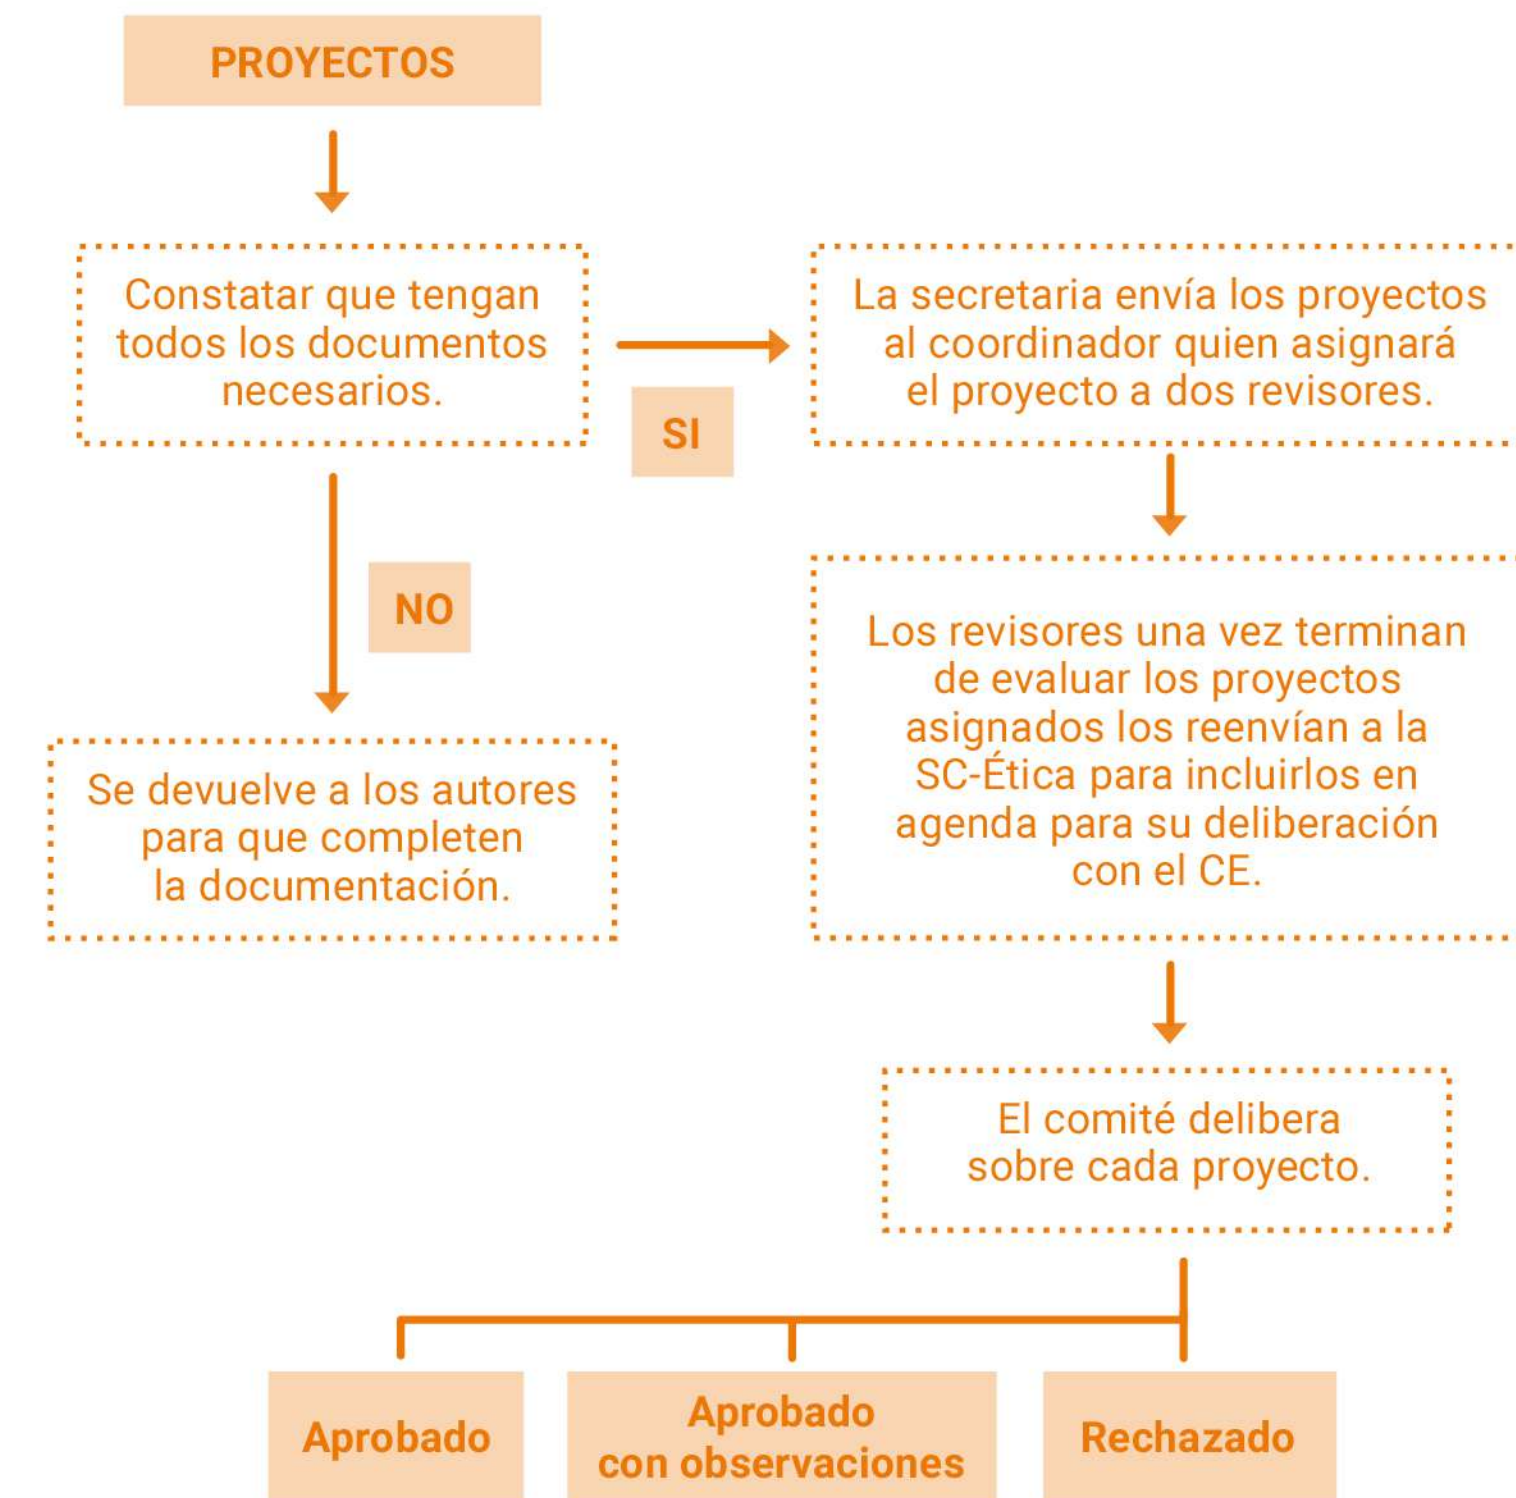 PROYECTOS
Constatar que tengan
todos los documentos
necesarios.
SI
La secretaria envía los proyectos
al coordinador quien asignará
el proyecto a dos revisores.
NO
Se devuelve a los autores
para que completen
la documentación.
Los revisores una vez terminan
de evaluar los proyectos
asignados los reenvían a la
SC-Ética para incluirlos en
agenda para su deliberación
con el CE.
El comité delibera
sobre cada proyecto.
Aprobado
Aprobado
con observaciones
Rechazado